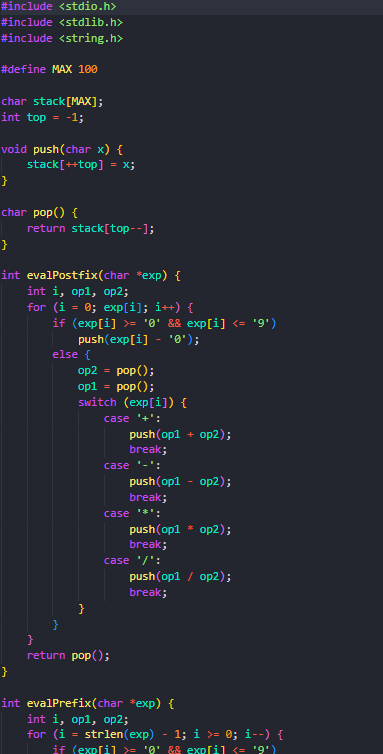 #include <stdio.h>
#include <stdlib.h>
#include <string.h>

#define MAX 100

char stack[MAX];
int top = -1;

void push(char x) {
    stack[++top] = x;
}

char pop() {
    return stack[top--];
}

int evalPostfix(char *exp) {
    int i, op1, op2;
    for (i = 0; exp[i]; i++) {
        if (exp[i] >= '0' && exp[i] <= '9')
            push(exp[i] - '0');
        else {
            op2 = pop();
            op1 = pop();
            switch (exp[i]) {
                case '+':
                    push(op1 + op2);
                    break;
                case '-':
                    push(op1 - op2);
                    break;
                case '*':
                    push(op1 * op2);
                    break;
                case '/':
                    push(op1 / op2);
                    break;
            }
        }
    }
    return pop();
}

int evalPrefix(char *exp) {
    int i, op1, op2;
    for (i = strlen(exp) - 1; i >= 0; i--) {
        if (exp[i] >= '0' && exp[i] <= '9')